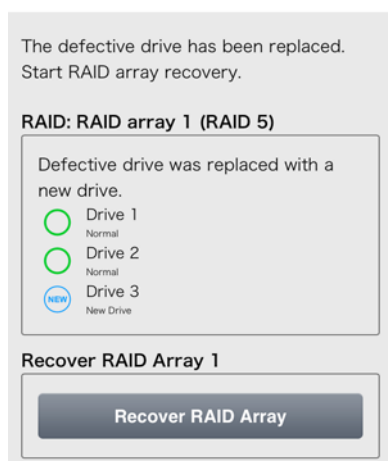 The defective drive has been replaced.
Start RAID array recovery.
RAID: RAID array 1 (RAID 5)
Defective drive was replaced with a
new drive.
Drive 1
Normal
Drive 2
Normal
NEW
Drive 3
New Drive
Recover RAID Array 1
Recover RAID Array